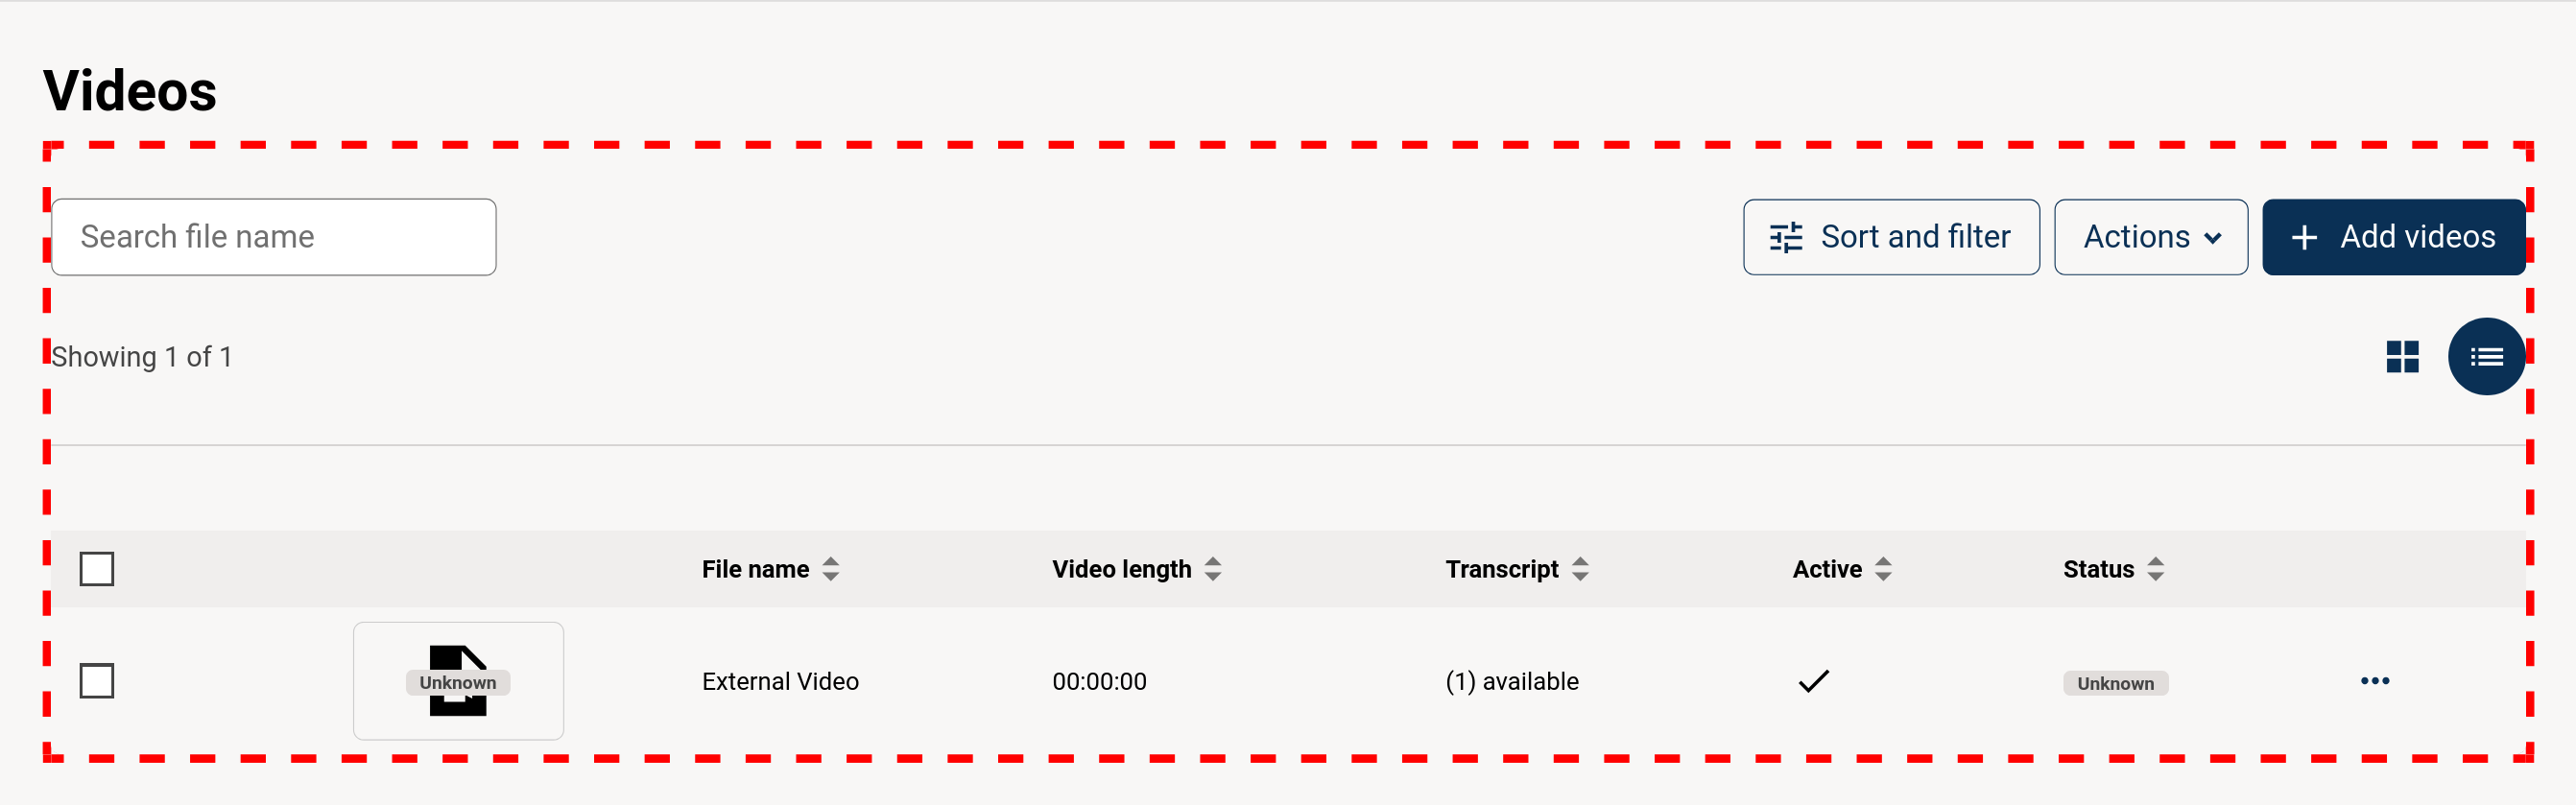 Videos
Search file name
Sort and filter
Actions
Add videos
Showing 1 of 1
File name
Video length
Transcript
Active
Status
Unknown
External Video
00:00:00
(1) available
Unknown